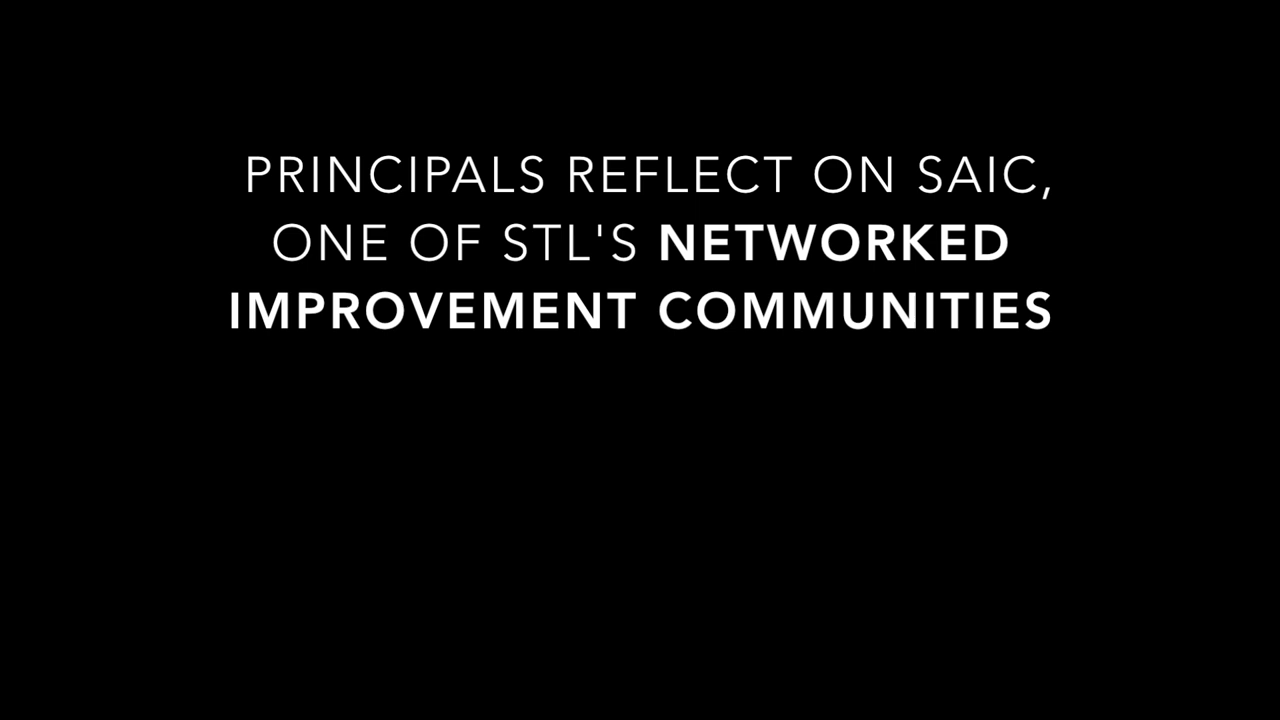 PRINCIPALS REFLECT ON SAIC,
ONE OF STL'S NETWORKED
IMPROVEMENT COMMUNITIES